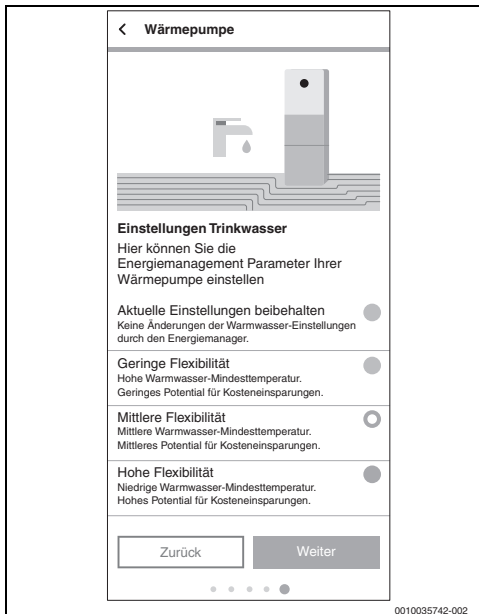 Wärmepumpe
Einstellungen Trinkwasser
Hier können Sie die
Energiemanagement Parameter Ihrer
Wärmepumpe einstellen
Aktuelle Einstellungen beibehalten
Keine Änderungen der Warmwasser-Einstellungen
durch den Energiemanager.
Geringe Flexibilität
Hohe Warmwasser-Mindesttemperatur.
Geringes Potential für Kosteneinsparungen.
Mittlere Flexibilität
Mittlere Warmwasser-Mindesttemperatur.
Mittleres Potential für Kosteneinsparungen.
Hohe Flexibilität
Niedrige Warmwasser-Mindesttemperatur.
Hohes Potential für Kosteneinsparungen.
Zurück Weiter
0010035742-002